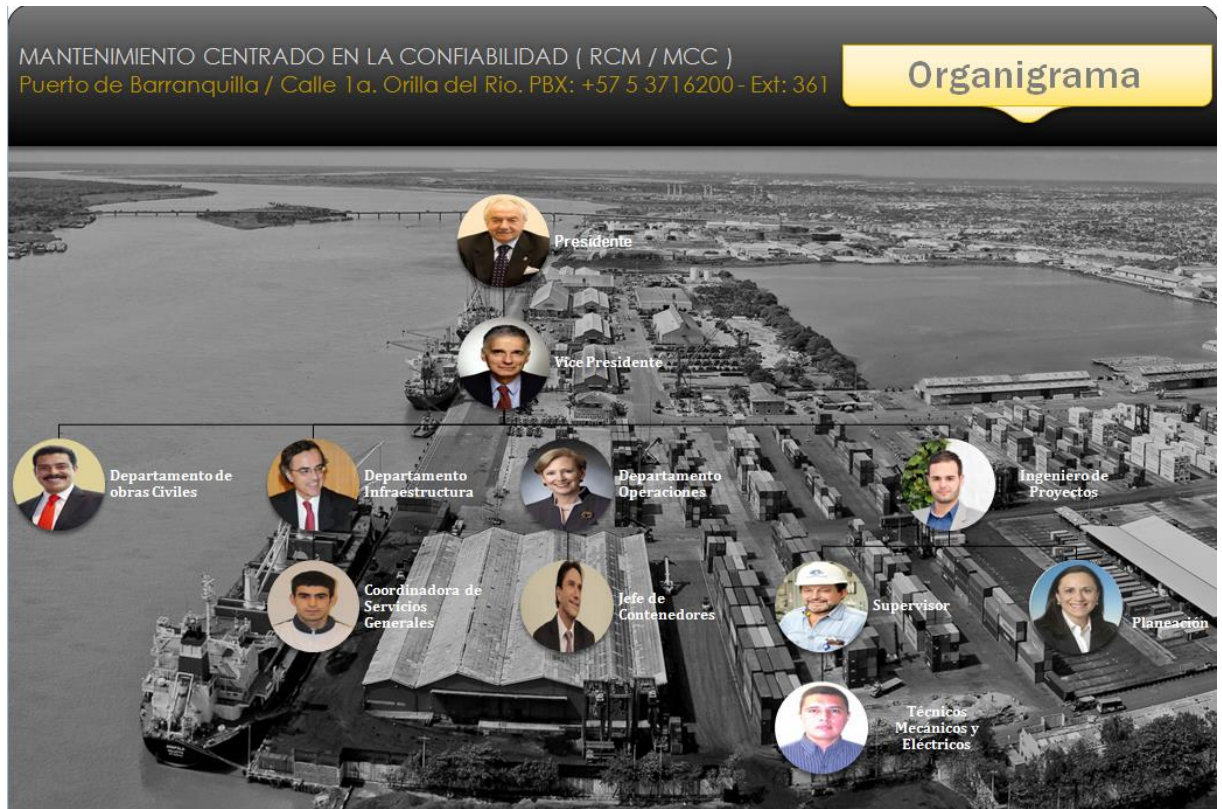 MANTENIMIENTO CENTRADO EN LA CONFIABILIDAD ( RCM / MCC )
Puerto de Barranquilla / Calle 1a. Orilla del Rio. PBX: +57 5 3716200 - Ext: 361
Organigrama
Presidente
Vice Presidente
Departamento de
obras Civiles
Departamento
Infraestructura
Departamento
Operaciones
Ingeniero de
Proyectos
Coordinadora de
Servicios
Generales
Jefe de
Contenedores
Supervisor
Planeación
Técnicos
Mecánicos y
Eléctricos